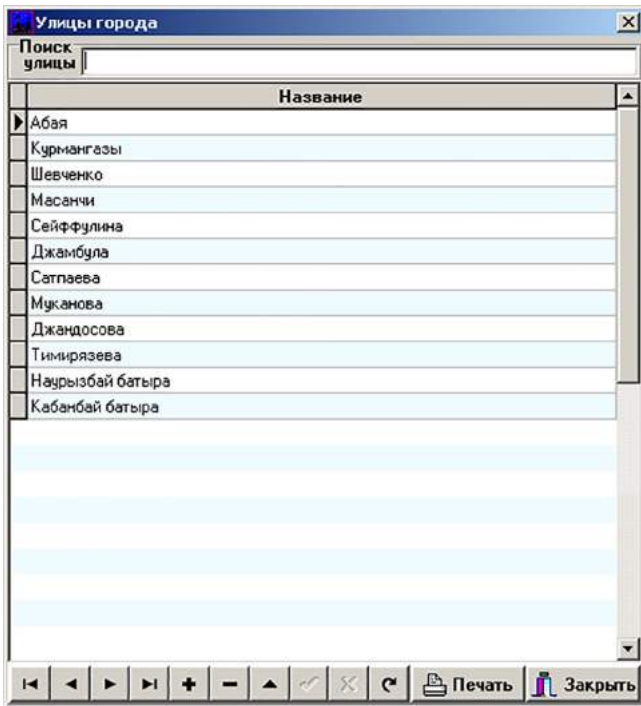 Улицы города
Поиск
улицы
Название
Абая
Курмангазы
Шевченко
Масанчи
Сейффулина
Джамбула
Сатпаева
Муканова
Джандосова
Тимирязева
Наурызбай батыра
Кабанбай батыра
Печать Закрыть